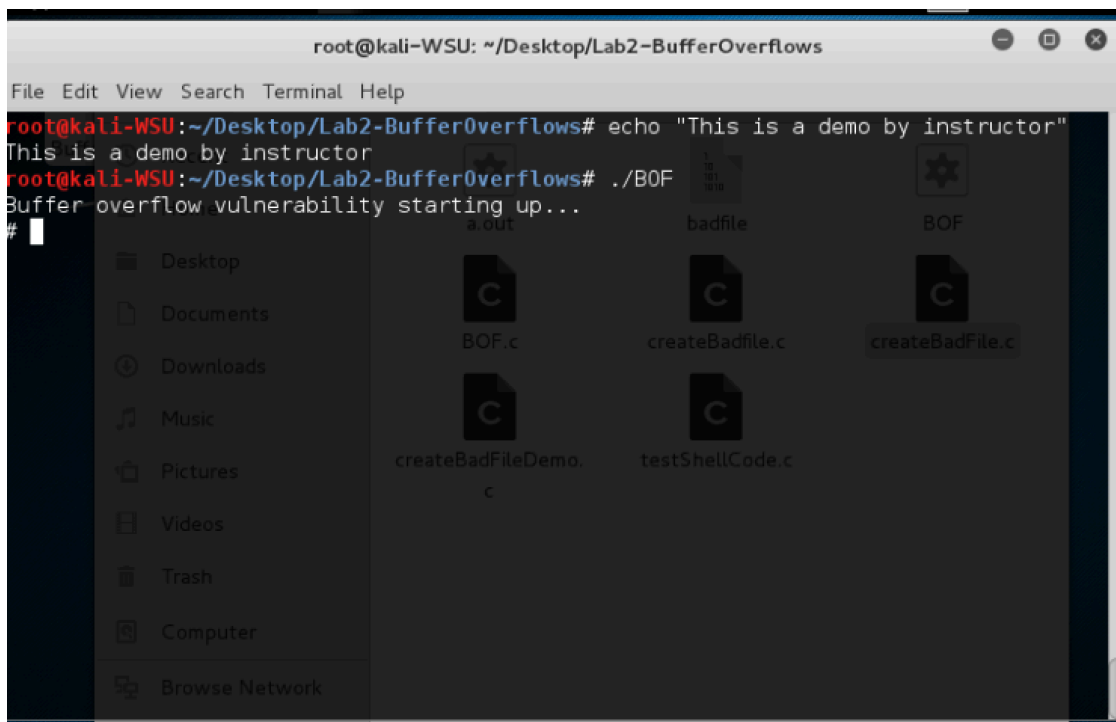 root@kali-WSU: ~/Desktop/Lab2-BufferOverflows
File Edit View Search Terminal Help
root@kali-WSU:~/Desktop/Lab2-BufferOverflows# echo "This is a demo by instructor"
This is a demo by instructor
root@kali-WSU:~/Desktop/Lab2-BufferOverflows# ./BOF
Buffer overflow vulnerability starting up...
#
a.out badfile BOF
Desktop
Documents
BOF.c createBadfile.c createBadFile.c
Downloads
Music
createBadFileDemo.c testShellCode.c
Pictures
Videos
Trash
Computer
Browse Network